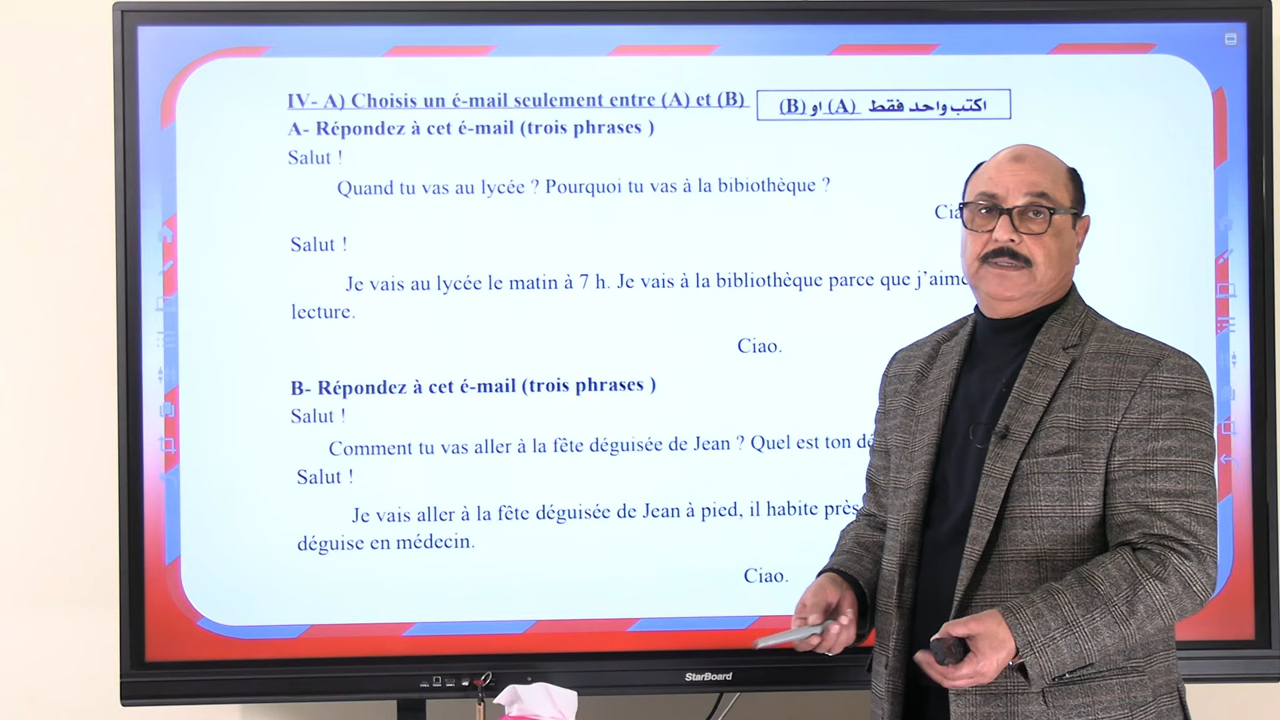 IV- A) Choisis un é-mail seulement entre (A) et (B)
اكتب واحد فقط (A) او (B)
A- Répondez à cet é-mail (trois phrases )
Salut !
Quand tu vas au lycée ? Pourquoi tu vas à la bibiothèque ?
Salut !
Je vais au lycée le matin à 7 h. Je vais à la bibliothèque parce que
lecture.
Ciao.
B- Répondez à cet é-mail (trois phrases )
Salut !
Comment tu vas aller à la fête déguisée de Jean ? Quel est ton
Salut !
Je vais aller à la fête déguisée de Jean à pied, il habite près
déguise en médecin.
Ciao.
StarBoard